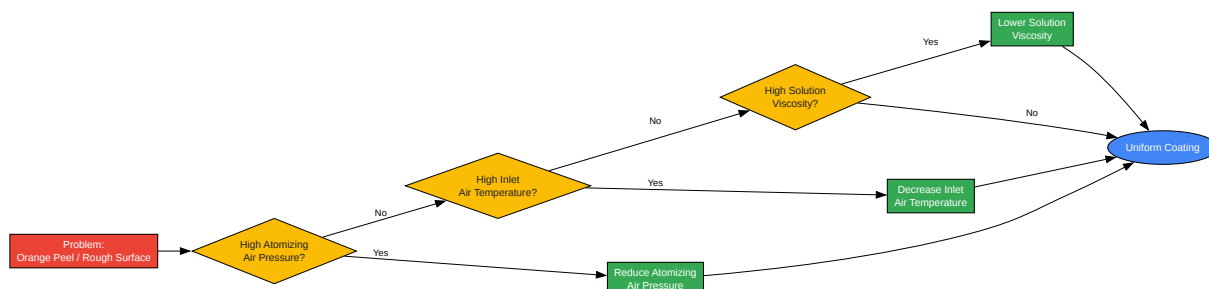 Problem:
Orange Peel / Rough Surface
High Atomizing
Air Pressure?
No
Yes
High Inlet
Air Temperature?
No
Yes
High Solution
Viscosity?
Yes
No
Lower Solution
Viscosity
Decrease Inlet
Air Temperature
Reduce Atomizing
Air Pressure
Uniform Coating